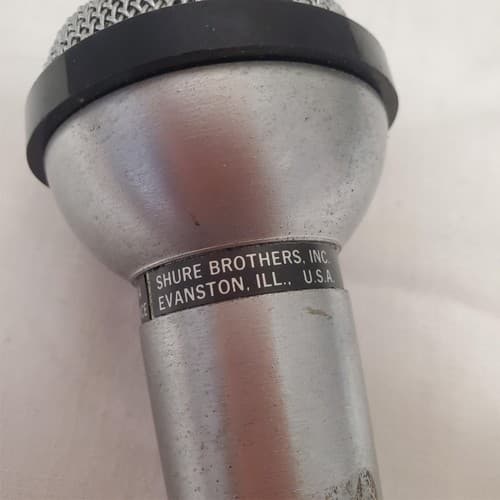 SHURE BROTHERS, INC.
EVANSTON, ILL., U.S.A.